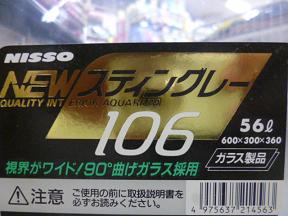 NISSO
NEWスティングレー
QUALITY INTERIOR AQUARIUM
106
56ℓ
600×300×360
視界がワイド/90°曲げガラス採用
ガラス製品
⚠注意
ご使用の前に取扱説明書を
必ずお読みください
4 975637 214563